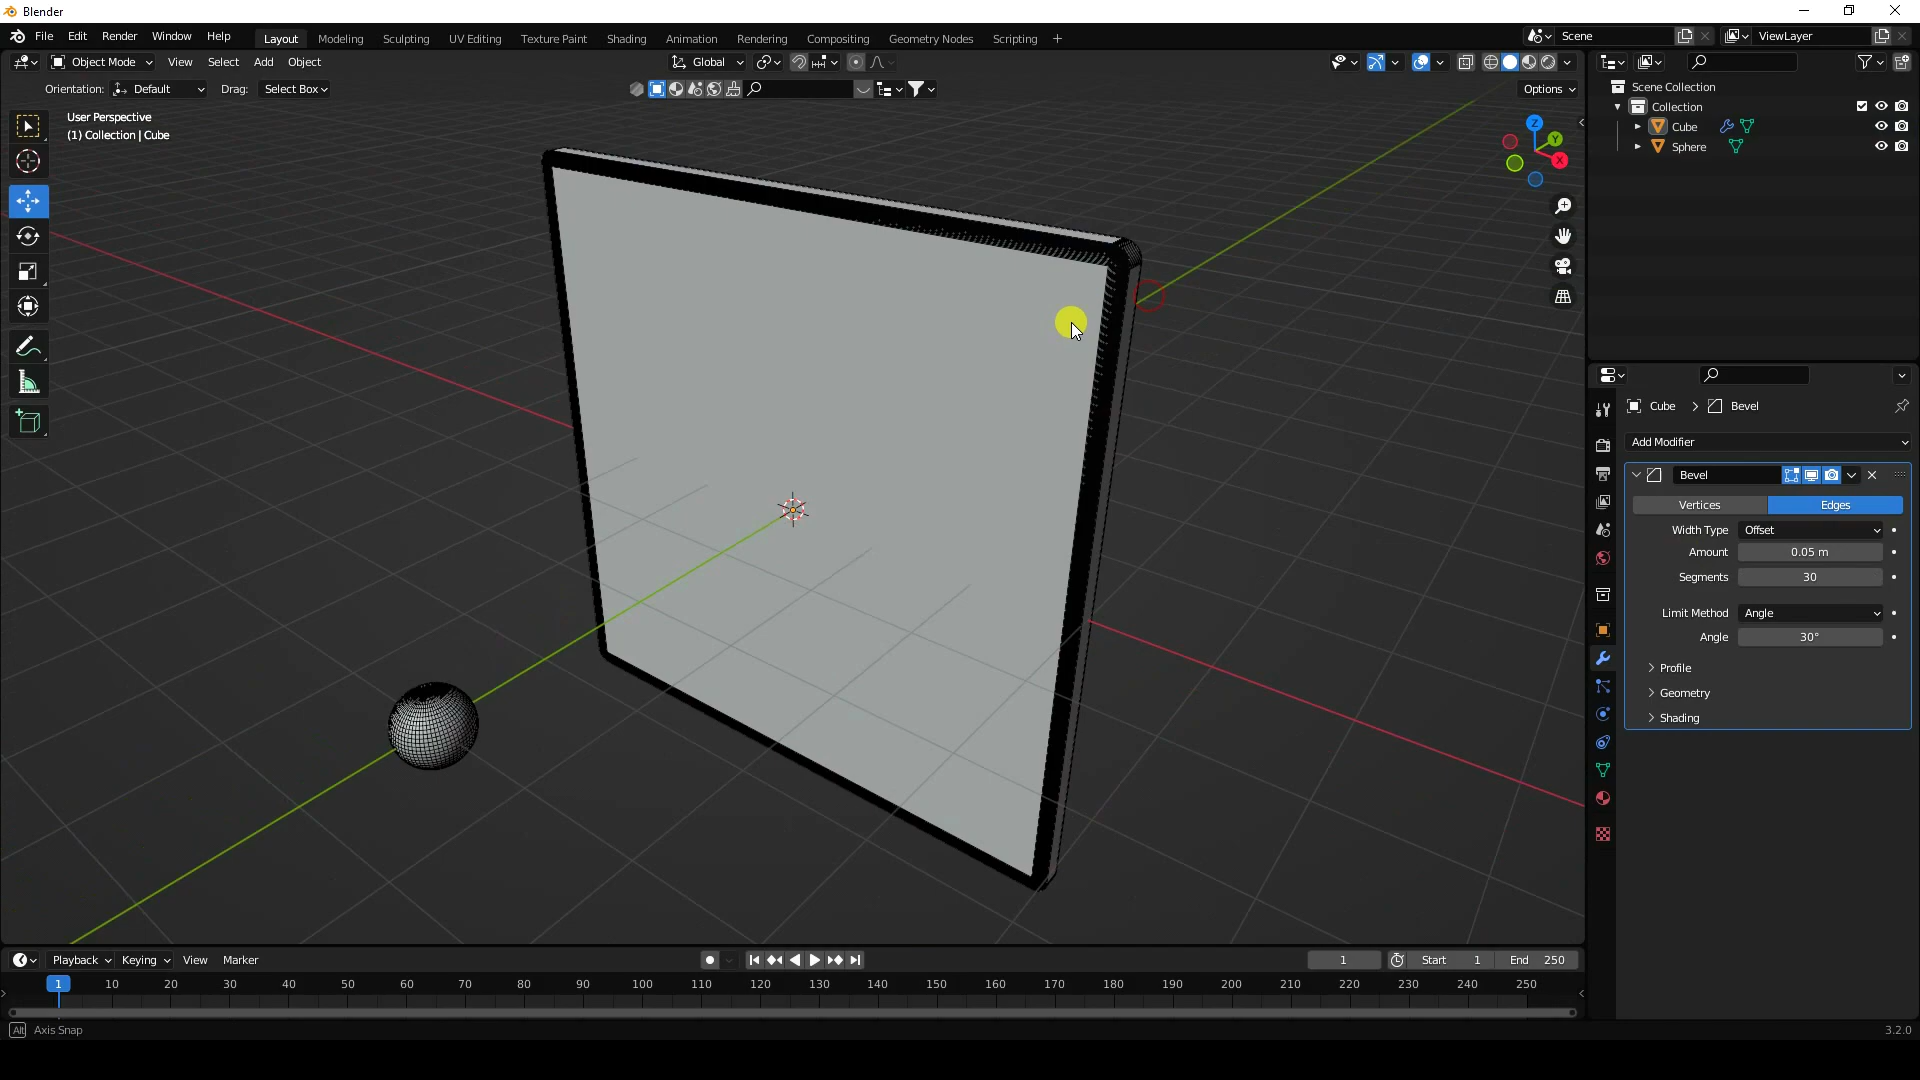 Blender
File Edit Render Window Help
Layout Modeling Sculpting UV Editing Texture Paint Shading Animation Rendering Compositing Geometry Nodes Scripting +
Scene
ViewLayer
Object Mode View Select Add Object
Global
Orientation: Default Drag: Select Box
Options
User Perspective
(1) Collection | Cube
Z
Y
X
Scene Collection
Collection
Cube
Sphere
Cube > Bevel
Add Modifier
Bevel
Vertices Edges
Width Type Offset
Amount 0.05 m
Segments 30
Limit Method Angle
Angle 30°
Profile
Geometry
Shading
Playback Keying View Marker
1 Start 1 End 250
1 10 20 30 40 50 60 70 80 90 100 110 120 130 140 150 160 170 180 190 200 210 220 230 240 250
Alt Axis Snap
3.2.0